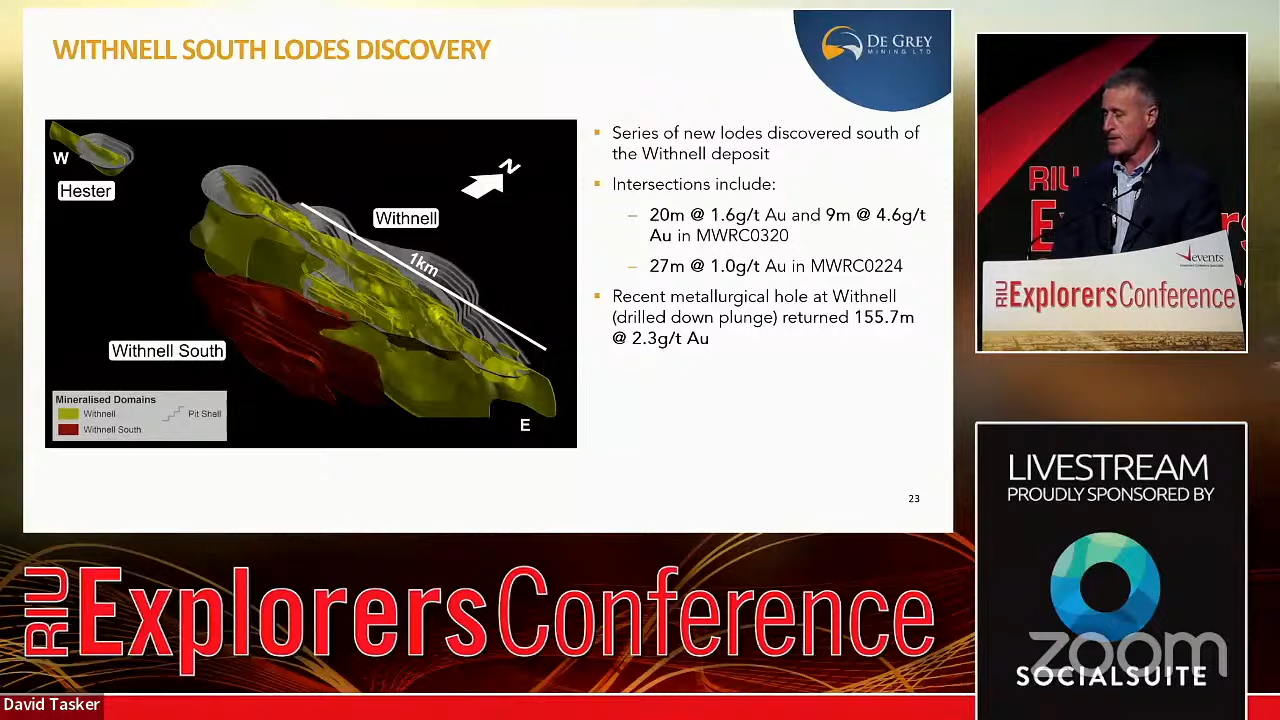 WITHNELL SOUTH LODES DISCOVERY
DE GREY
MINING LTD
W
Hester
N
Withnell
1km
Withnell South
Mineralised Domains
Withnell
Pit Shell
Withnell South
E
▪ Series of new lodes discovered south of
the Withnell deposit
▪ Intersections include:
– 20m @ 1.6g/t Au and 9m @ 4.6g/t
Au in MWRC0320
– 27m @ 1.0g/t Au in MWRC0224
▪ Recent metallurgical hole at Withnell
(drilled down plunge) returned 155.7m
@ 2.3g/t Au
23
RIU
E
rs
events
RIU ExplorersConference
LIVESTREAM
PROUDLY SPONSORED BY
zoom
SOCIALSUITE
RIU ExplorersConference
David Tasker